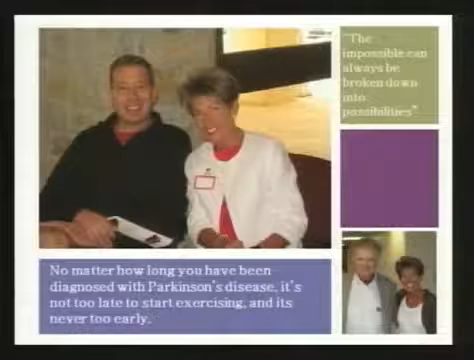 "The
impossible can
always be
broken down
into
possibilities"
No matter how long you have been
diagnosed with Parkinson's disease, it's
not too late to start exercising, and its
never too early.